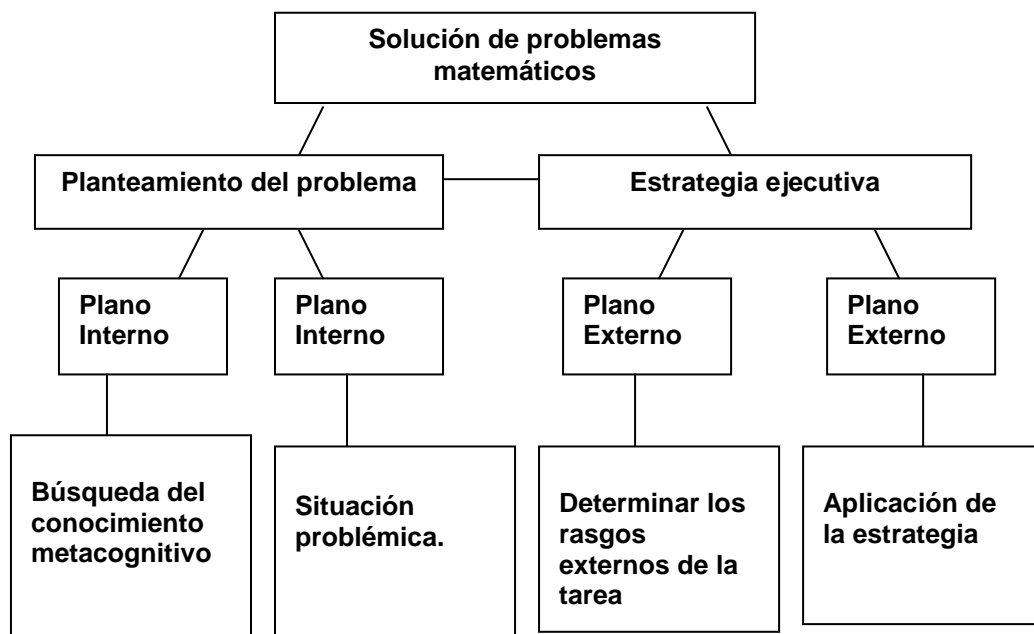 Solución de problemas
matemáticos
Planteamiento del problema
Estrategia ejecutiva
Plano
Interno
Plano
Interno
Plano
Externo
Plano
Externo
Búsqueda del
conocimiento
metacognitivo
Situación
problémica.
Determinar los
rasgos
externos de la
tarea
Aplicación de
la estrategia